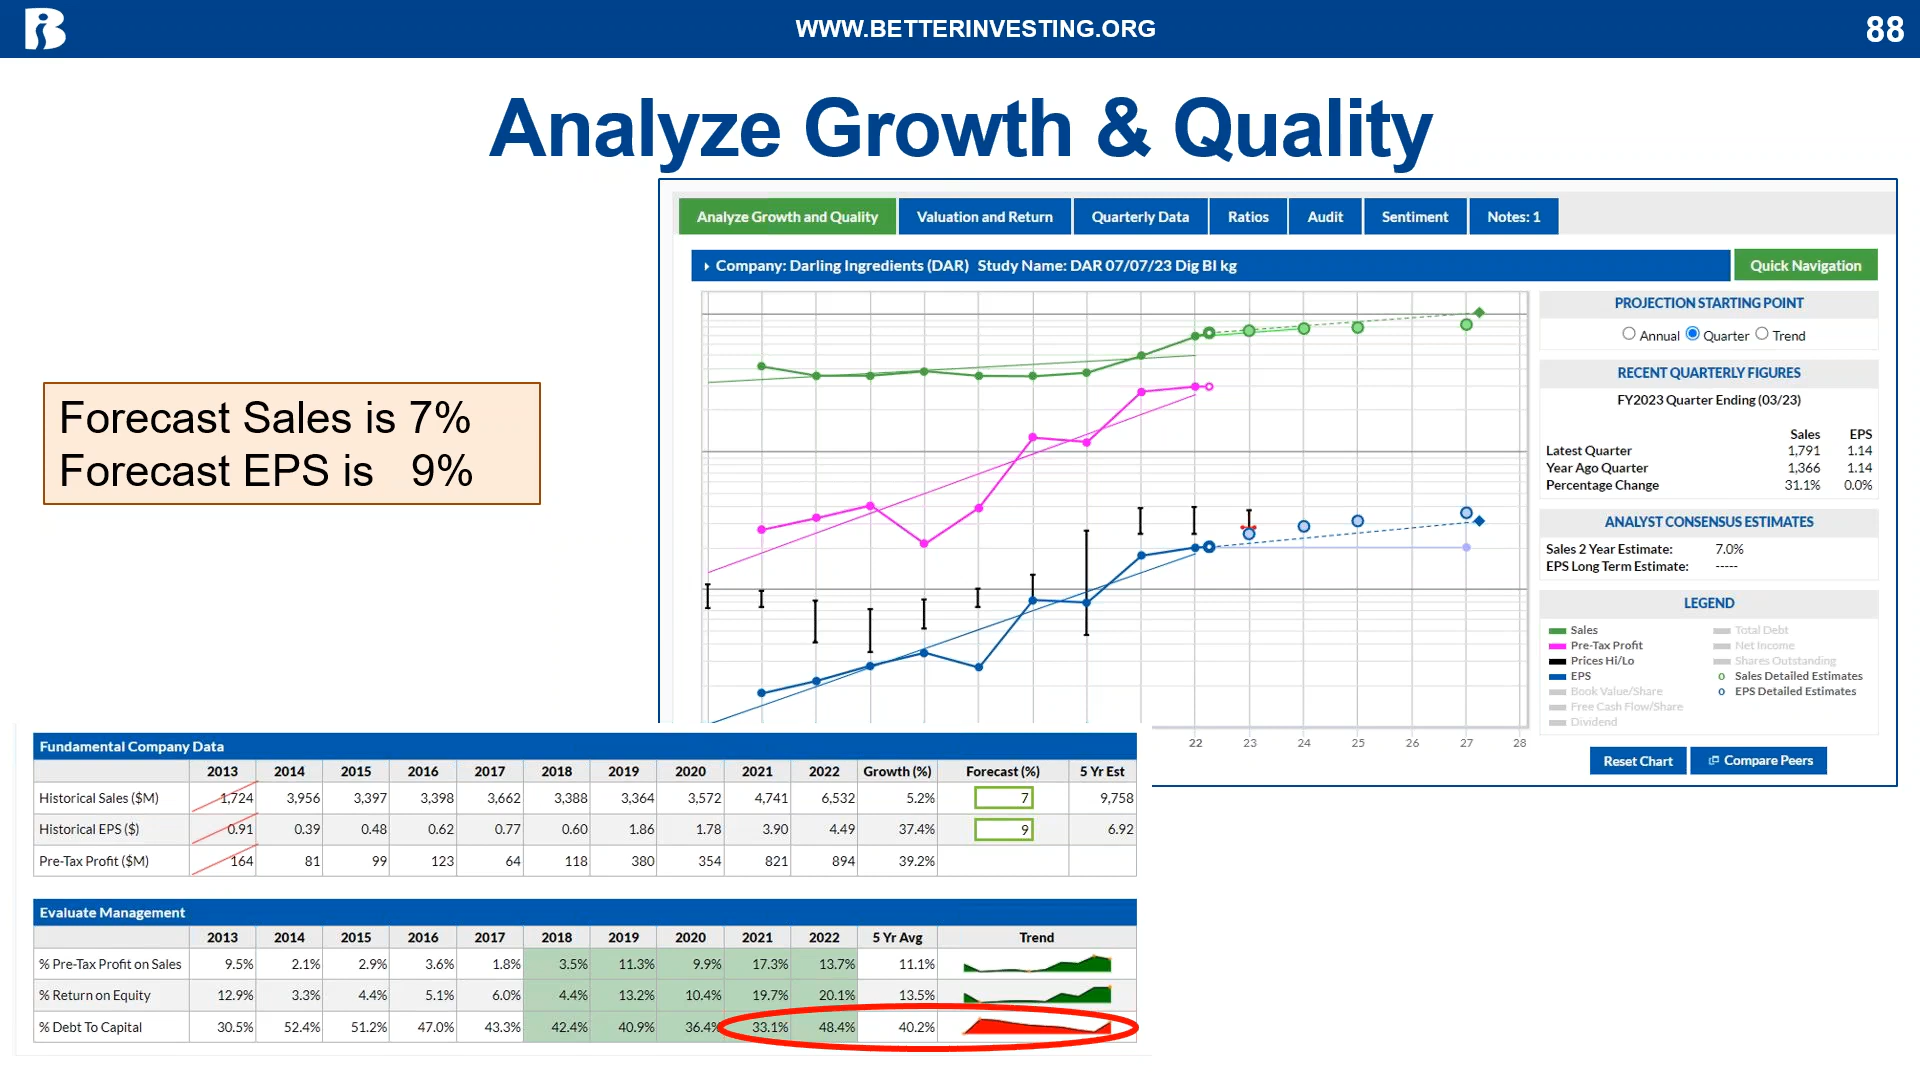 WWW.BETTERINVESTING.ORG
88
Analyze Growth & Quality
Forecast Sales is 7%
Forecast EPS is 9%
Analyze Growth and Quality Valuation and Return Quarterly Data Ratios Audit Sentiment Notes: 1
Company: Darling Ingredients (DAR) Study Name: DAR 07/07/23 Dig BI kg
Quick Navigation
PROJECTION STARTING POINT
Annual Quarter Trend
RECENT QUARTERLY FIGURES
FY2023 Quarter Ending (03/23)
Sales EPS
Latest Quarter 1,791 1.14
Year Ago Quarter 1,366 1.14
Percentage Change 31.1% 0.0%
ANALYST CONSENSUS ESTIMATES
Sales 2 Year Estimate: 7.0%
EPS Long Term Estimate: -----
LEGEND
Sales Total Debt
Pre-Tax Profit Net Income
Prices Hi/Lo Shares Outstanding
EPS Sales Detailed Estimates
Book Value/Share EPS Detailed Estimates
Free Cash Flow/Share
Dividend
22 23 24 25 26 27 28
Reset Chart Compare Peers
Fundamental Company Data
2013 2014 2015 2016 2017 2018 2019 2020 2021 2022 Growth (%) Forecast (%) 5 Yr Est
Historical Sales ($M) 1,724 3,956 3,397 3,398 3,662 3,388 3,364 3,572 4,741 6,532 5.2% 7 9,758
Historical EPS ($) 0.91 0.39 0.48 0.62 0.77 0.60 1.86 1.78 3.90 4.49 37.4% 9 6.92
Pre-Tax Profit ($M) 164 81 99 123 64 118 380 354 821 894 39.2%
Evaluate Management
2013 2014 2015 2016 2017 2018 2019 2020 2021 2022 5 Yr Avg Trend
% Pre-Tax Profit on Sales 9.5% 2.1% 2.9% 3.6% 1.8% 3.5% 11.3% 9.9% 17.3% 13.7% 11.1%
% Return on Equity 12.9% 3.3% 4.4% 5.1% 6.0% 4.4% 13.2% 10.4% 19.7% 20.1% 13.5%
% Debt To Capital 30.5% 52.4% 51.2% 47.0% 43.3% 42.4% 40.9% 36.4% 33.1% 48.4% 40.2%